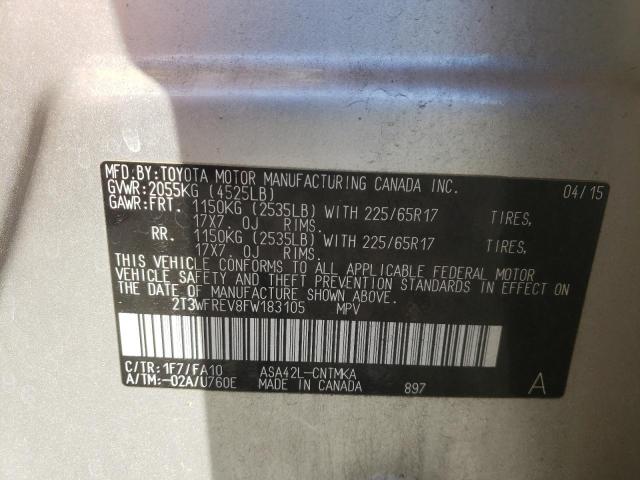 MFD.BY:TOYOTA MOTOR MANUFACTURING CANADA INC.
GVWR:2055KG (4525LB) 04/15
GAWR:FRT. 1150KG (2535LB) WITH 225/65R17 TIRES,
17X7. 0J RIMS.
RR. 1150KG (2535LB) WITH 225/65R17 TIRES,
17X7. 0J RIMS.
THIS VEHICLE CONFORMS TO ALL APPLICABLE FEDERAL MOTOR
VEHICLE SAFETY AND THEFT PREVENTION STANDARDS IN EFFECT ON
THE DATE OF MANUFACTURE SHOWN ABOVE.
2T3WFREV8FW183105 MPV
C/TR:1F7/FA10 ASA42L-CNTMKA
A/TM:-02A/U760E MADE IN CANADA 897 A